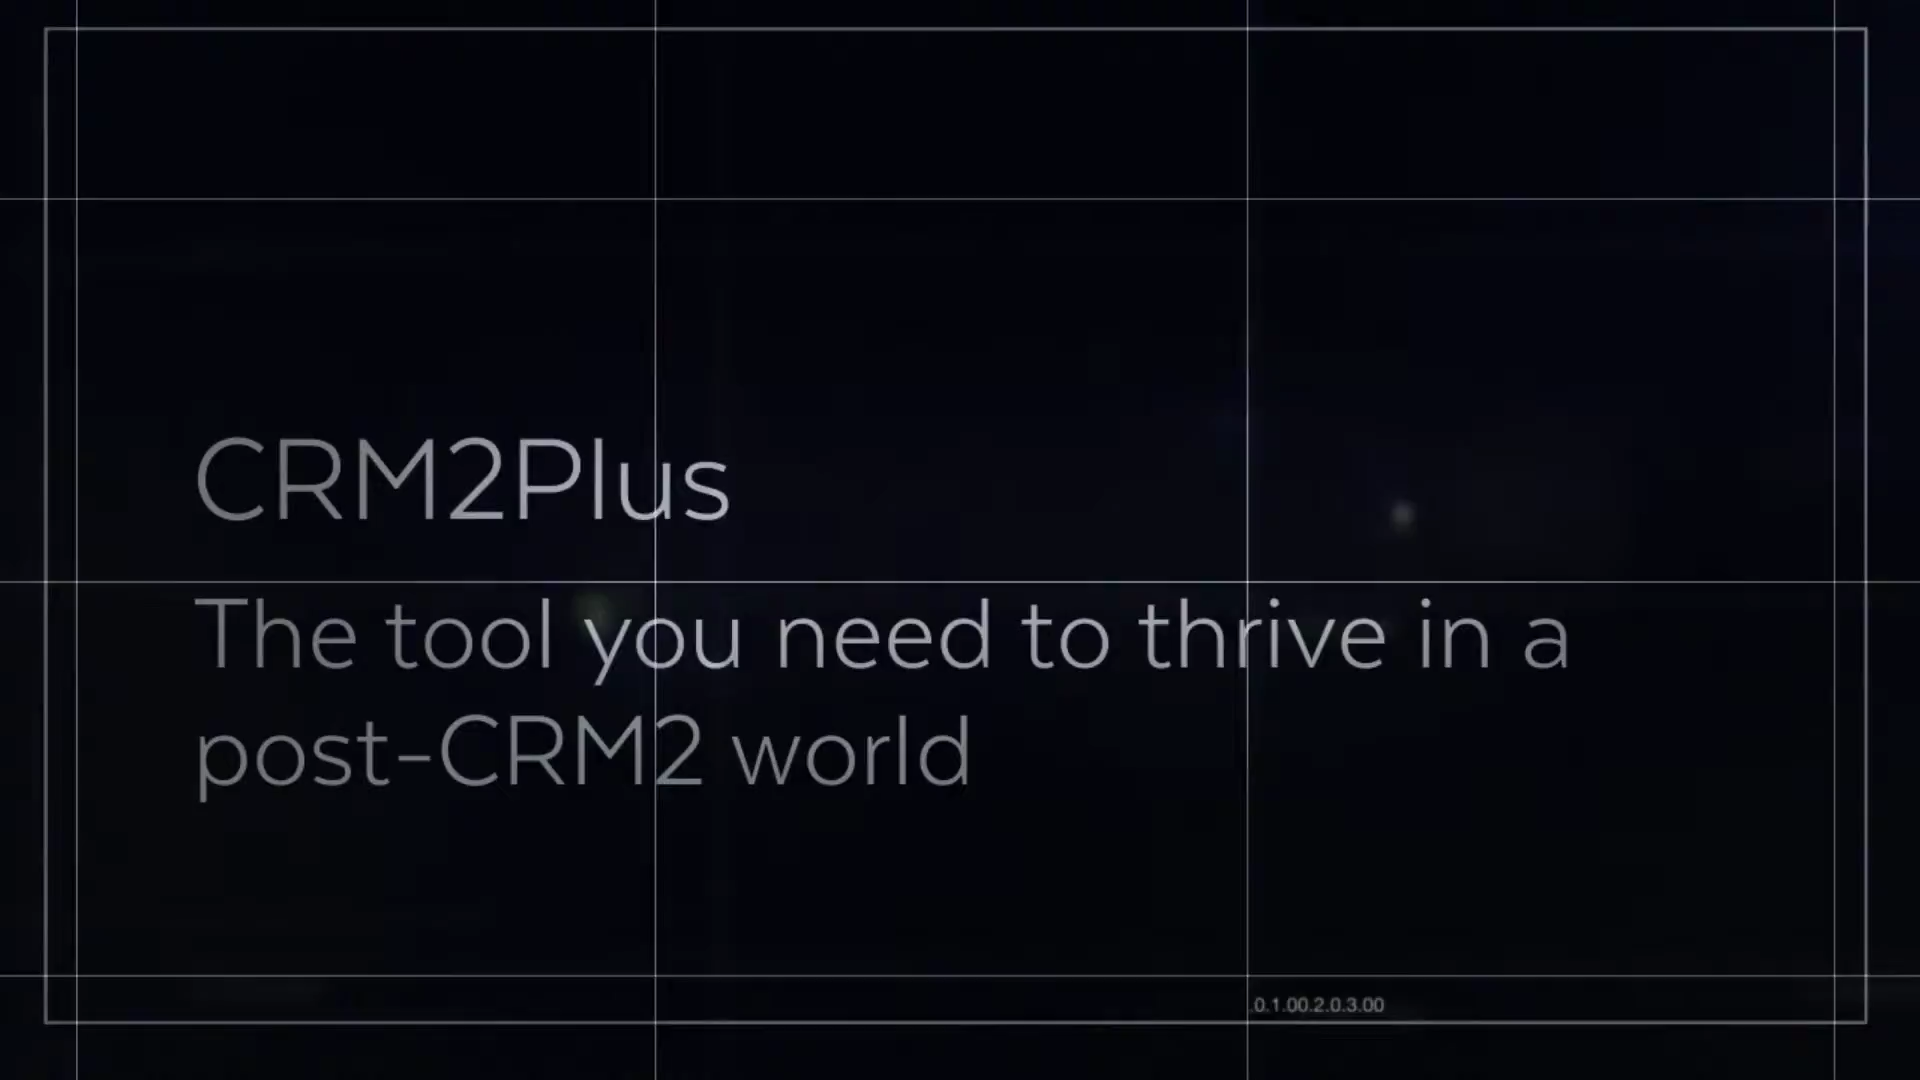 CRM2Plus
The tool you need to thrive in a
post-CRM2 world
.0.1.00.2.0.3.00